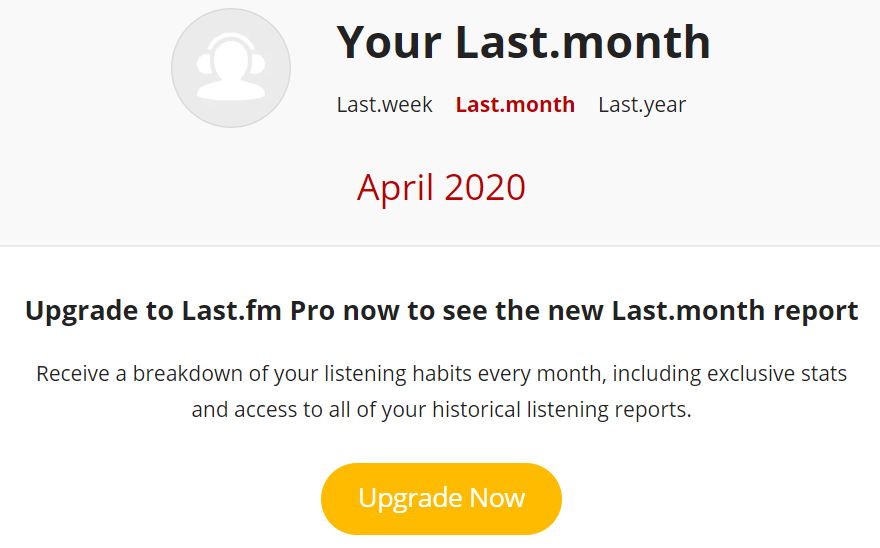 Your Last.month
Last.week Last.month Last.year
April 2020
Upgrade to Last.fm Pro now to see the new Last.month report
Receive a breakdown of your listening habits every month, including exclusive stats
and access to all of your historical listening reports.
Upgrade Now